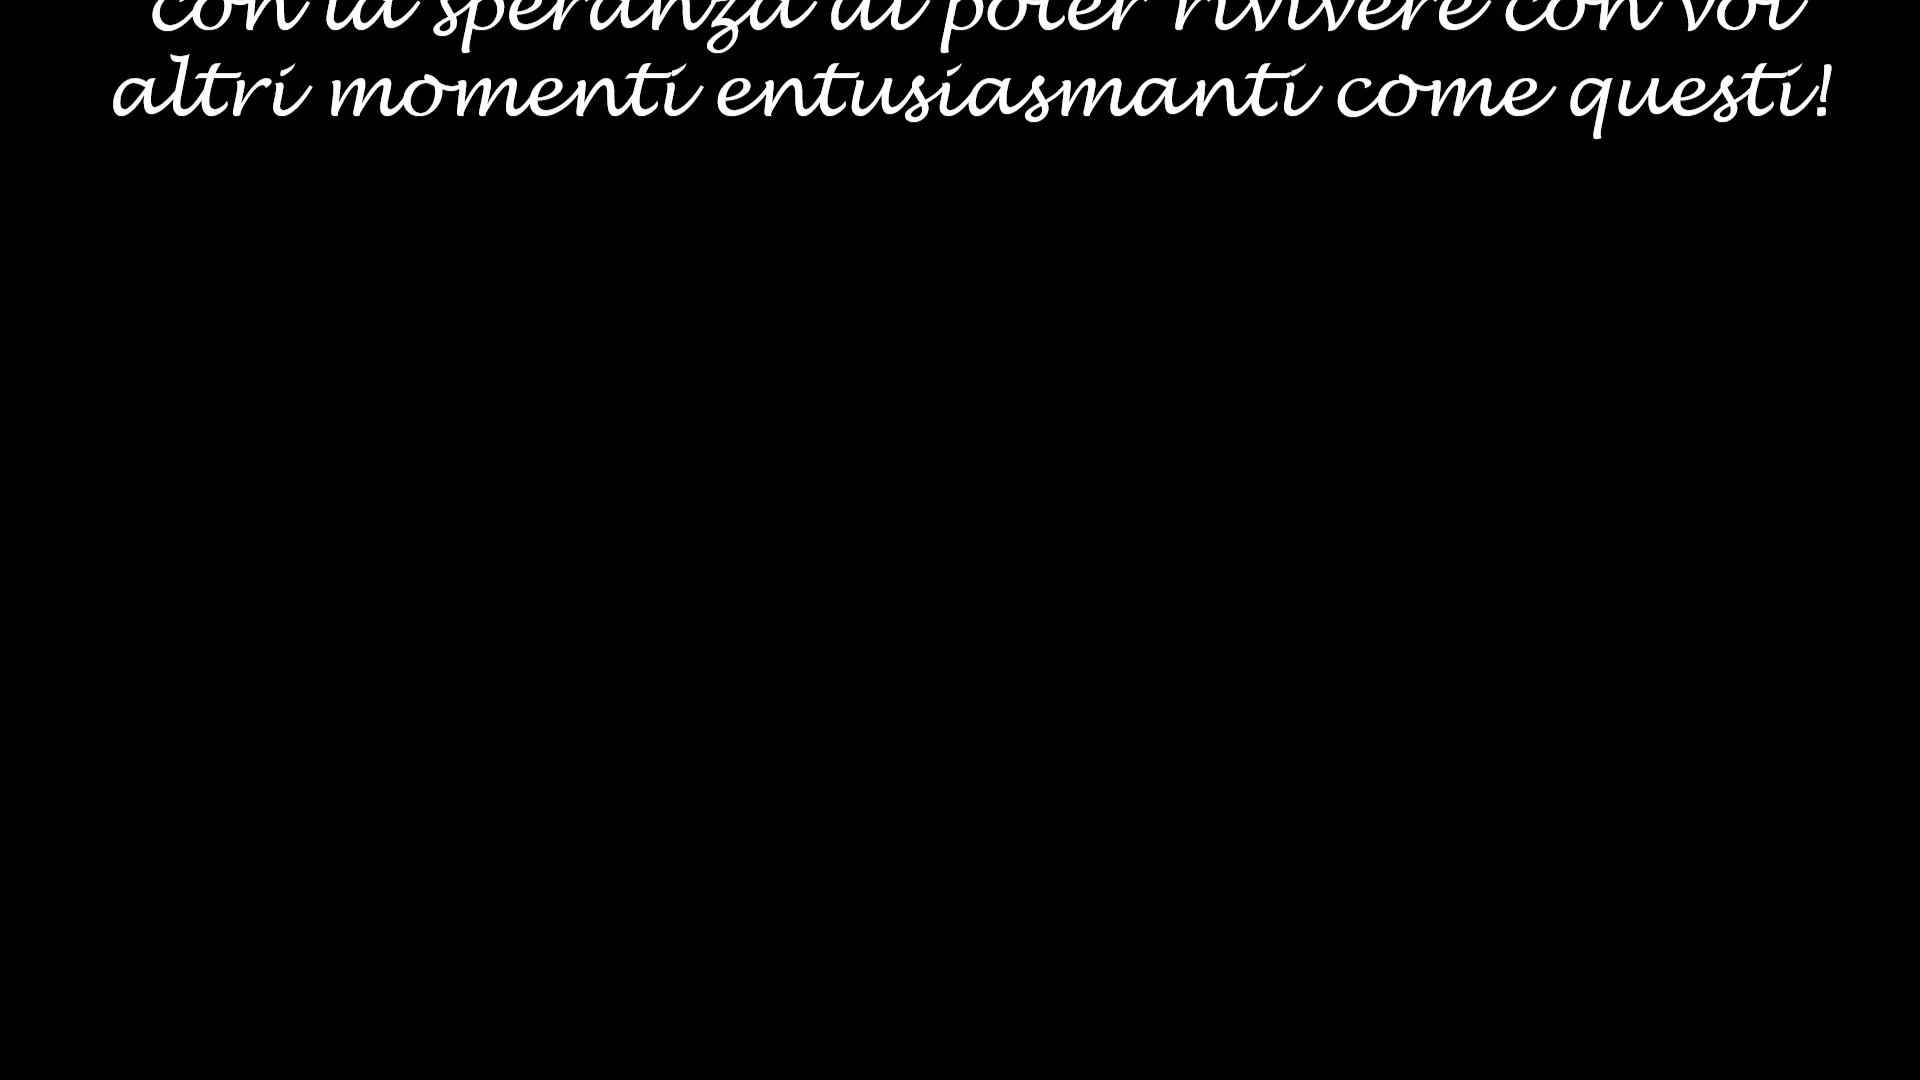 con la speranza di poter rivivere con voi
altri momenti entusiasmanti come questi!